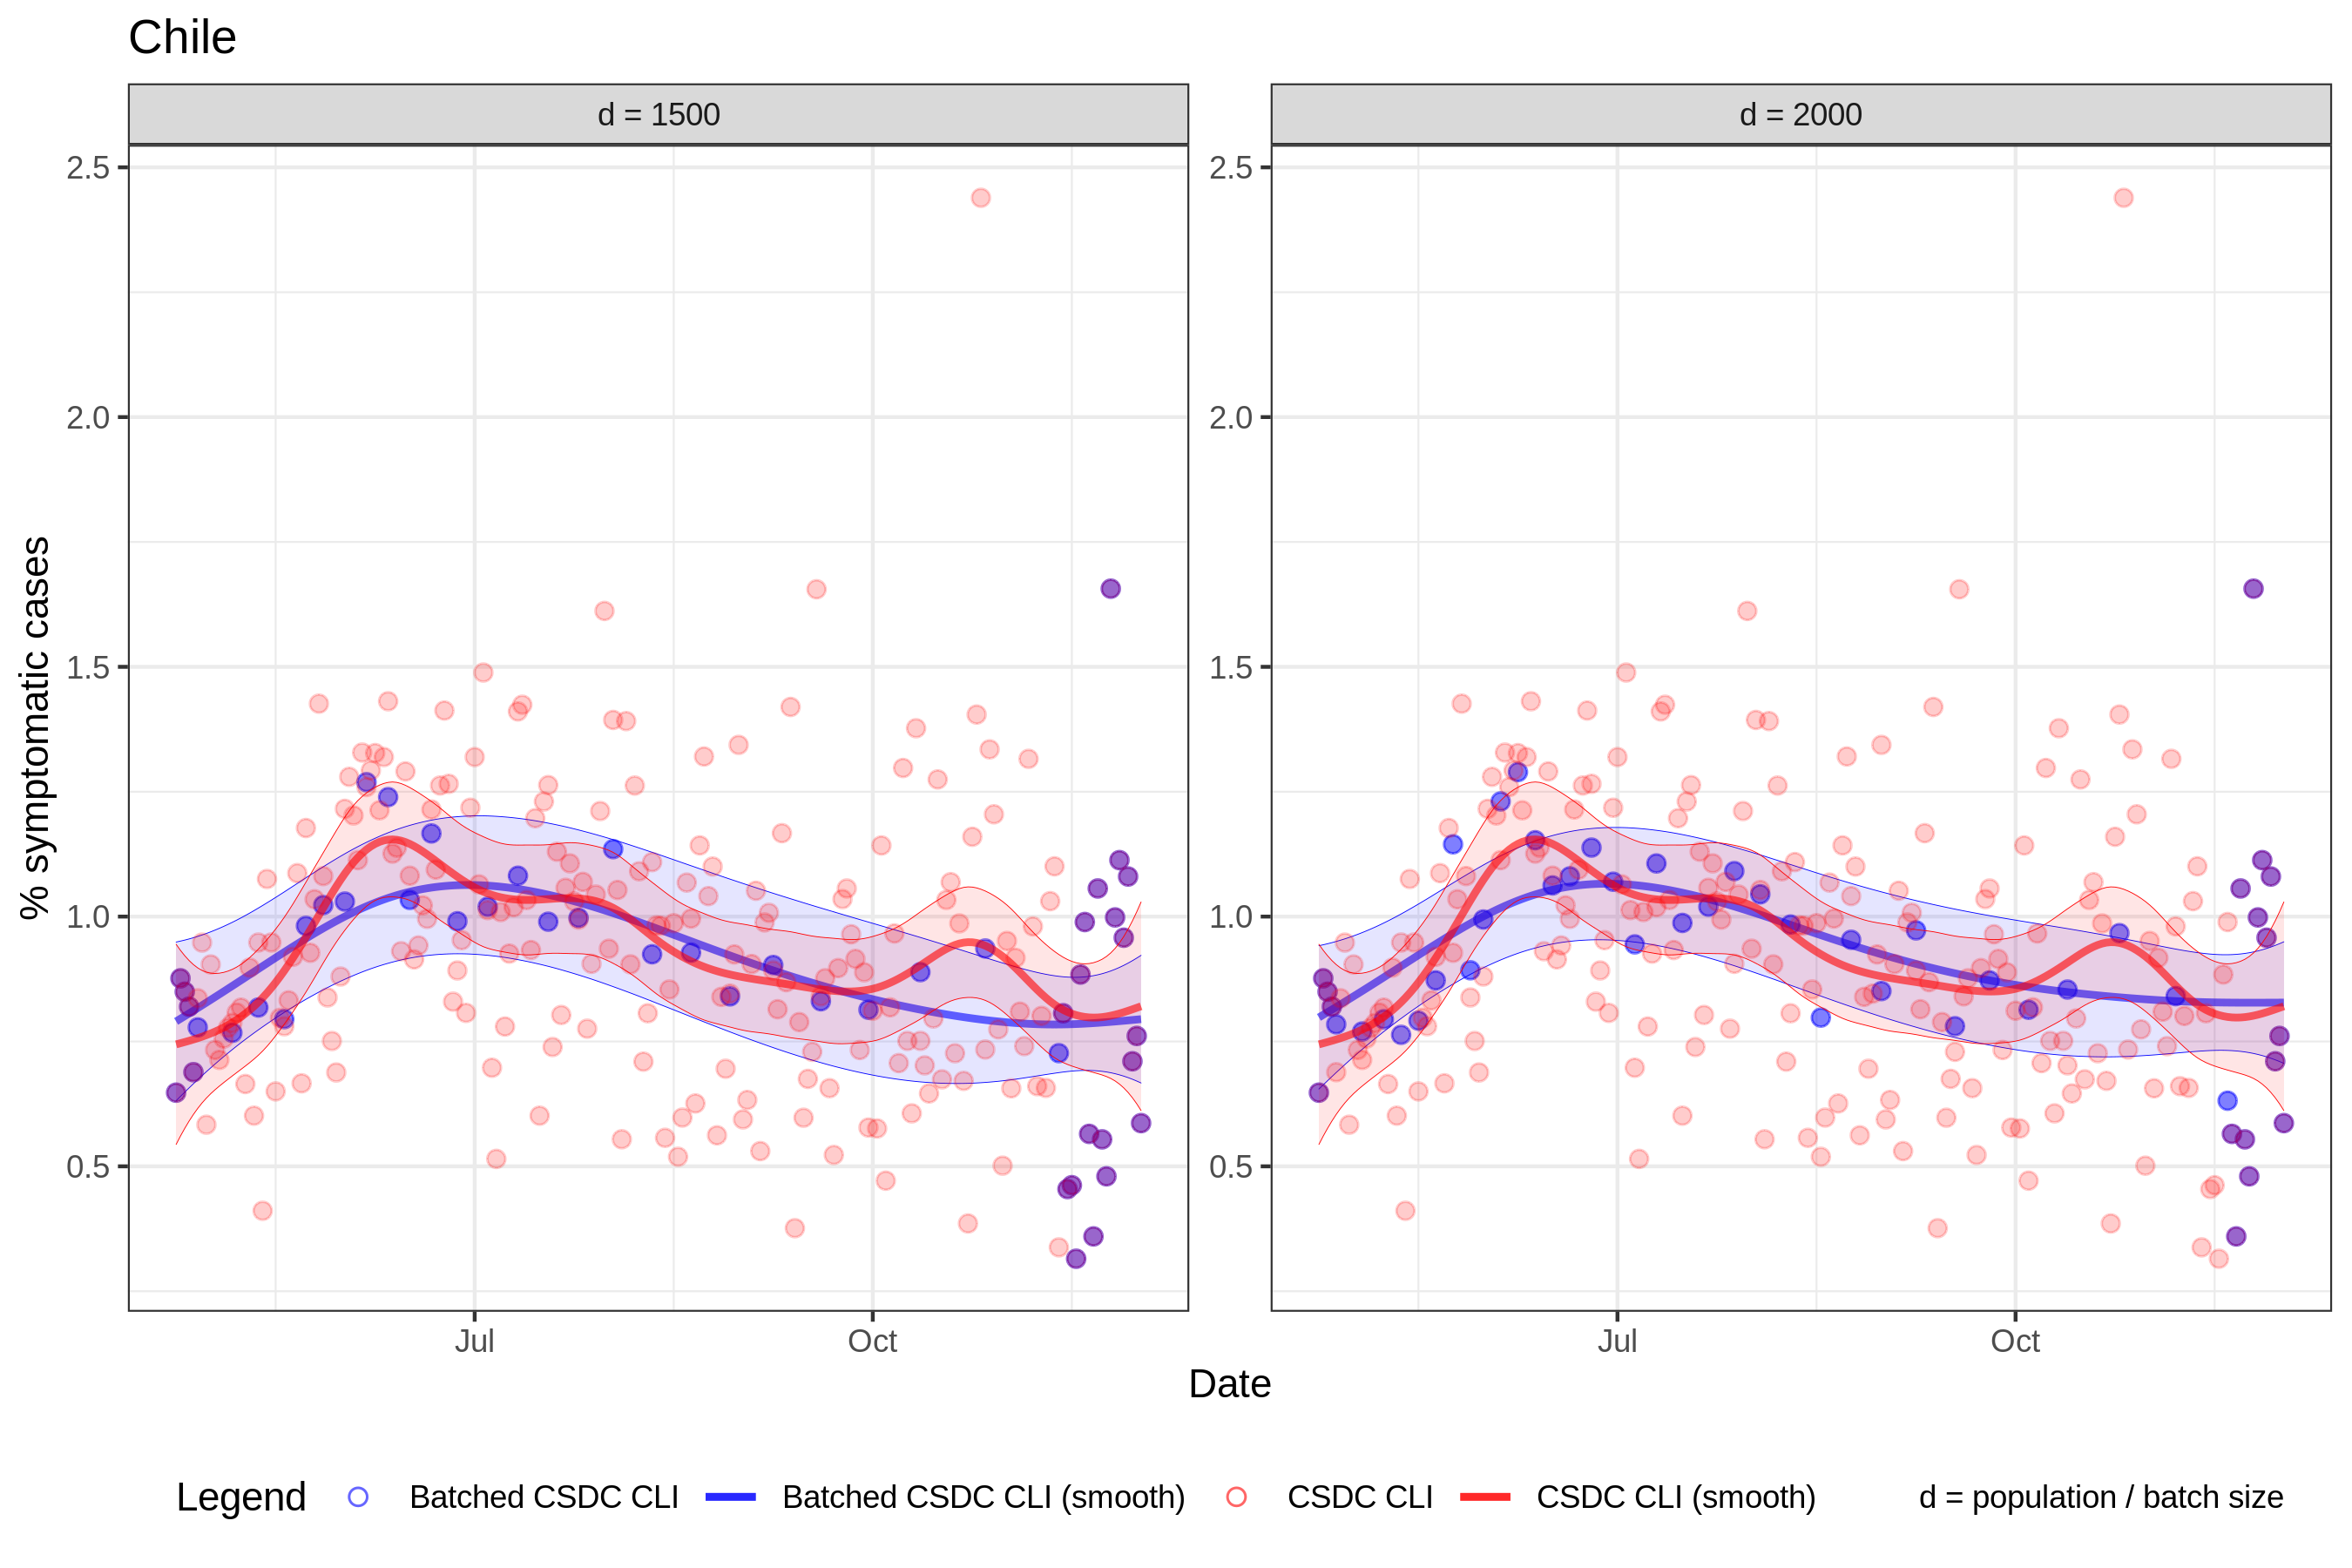 Chile
d = 1500
d = 2000
% symptomatic cases
2.5
2.0
1.5
1.0
0.5
2.5
2.0
1.5
1.0
0.5
Jul
Oct
Jul
Oct
Date
Legend
Batched CSDC CLI
Batched CSDC CLI (smooth)
CSDC CLI
CSDC CLI (smooth)
d = population / batch size